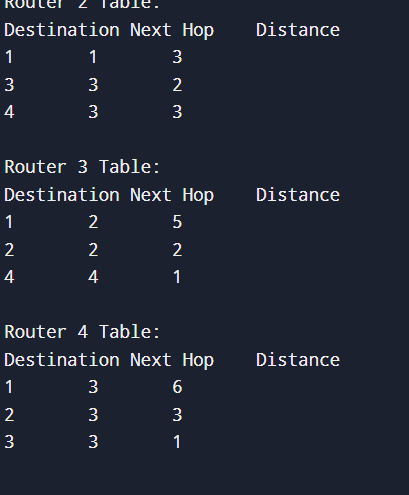 Router 2 Table:
Destination Next Hop    Distance
1       1       3
3       3       2
4       3       3
Router 3 Table:
Destination Next Hop    Distance
1       2       5
2       2       2
4       4       1
Router 4 Table:
Destination Next Hop    Distance
1       3       6
2       3       3
3       3       1